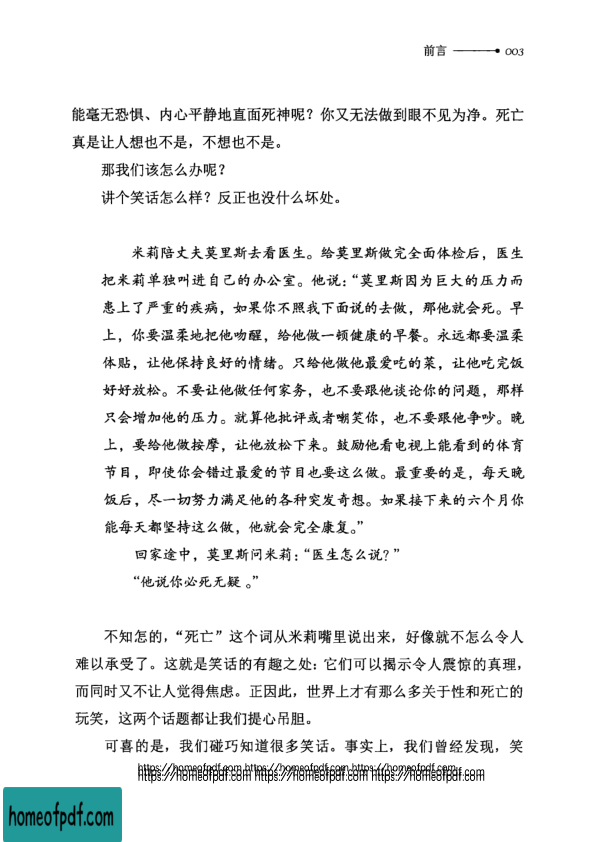 前言 003
能毫无恐惧、内心平静地直面死神呢？你又无法做到眼不见为净。死亡
真是让人想也不是，不想也不是。
那我们该怎么办呢？
讲个笑话怎么样？反正也没什么坏处。
米莉陪丈夫莫里斯去看医生。给莫里斯做完全面体检后，医生
把米莉单独叫进自己的办公室。他说：“莫里斯因为巨大的压力而
患上了严重的疾病，如果你不照我下面说的去做，那他就会死。早
上，你要温柔地把他吻醒，给他做一顿健康的早餐。永远都要温柔
体贴，让他保持良好的情绪。只给他做他最爱吃的菜，让他吃完饭
好好放松。不要让他做任何家务，也不要跟他谈论你的问题，那样
只会增加他的压力。就算他批评或者嘲笑你，也不要跟他争吵。晚
上，要给他做按摩，让他放松下来。鼓励他看电视上能看到的体育
节目，即使你会错过最爱的节目也要这么做。最重要的是，每天晚
饭后，尽一切努力满足他的各种突发奇想。如果接下来的六个月你
能每天都坚持这么做，他就会完全康复。”
回家途中，莫里斯问米莉：“医生怎么说？”
“他说你必死无疑。”
不知怎的，“死亡”这个词从米莉嘴里说出来，好像就不怎么令人
难以承受了。这就是笑话的有趣之处：它们可以揭示令人震惊的真理，
而同时又不让人觉得焦虑。正因此，世界上才有那么多关于性和死亡的
玩笑，这两个话题都让我们提心吊胆。
可喜的是，我们碰巧知道很多笑话。事实上，我们曾经发现，笑
https://homeofpdf.com https://homeofpdf.com https://homeofpdf.com
https://homeofpdf.com https://homeofpdf.com https://homeofpdf.com
homeofpdf.com